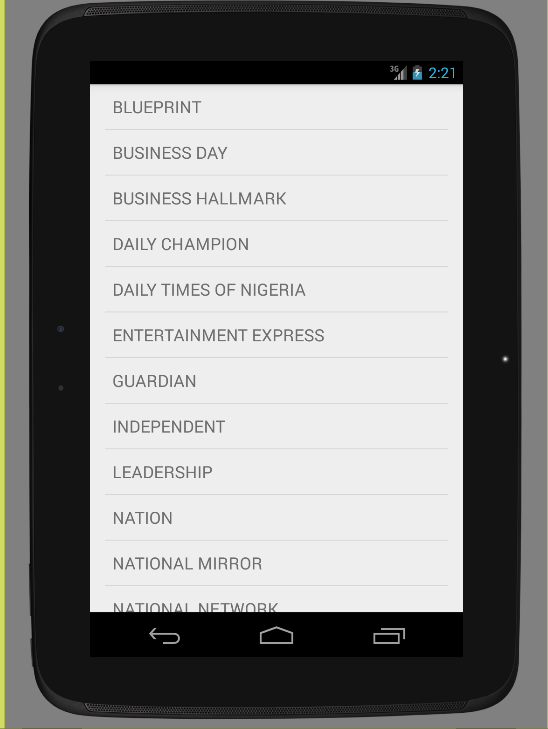 3G 2:21
BLUEPRINT
BUSINESS DAY
BUSINESS HALLMARK
DAILY CHAMPION
DAILY TIMES OF NIGERIA
ENTERTAINMENT EXPRESS
GUARDIAN
INDEPENDENT
LEADERSHIP
NATION
NATIONAL MIRROR
NATIONAL NETWORK